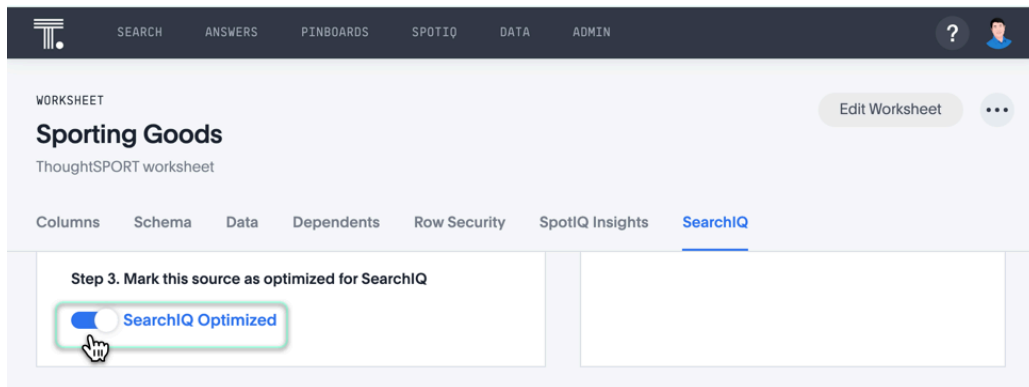 SEARCH ANSWERS PINBOARDS SPOTIQ DATA ADMIN ?
WORKSHEET
Edit Worksheet
Sporting Goods
ThoughtSPORT worksheet
Columns Schema Data Dependents Row Security SpotIQ Insights SearchIQ
Step 3. Mark this source as optimized for SearchIQ
SearchIQ Optimized